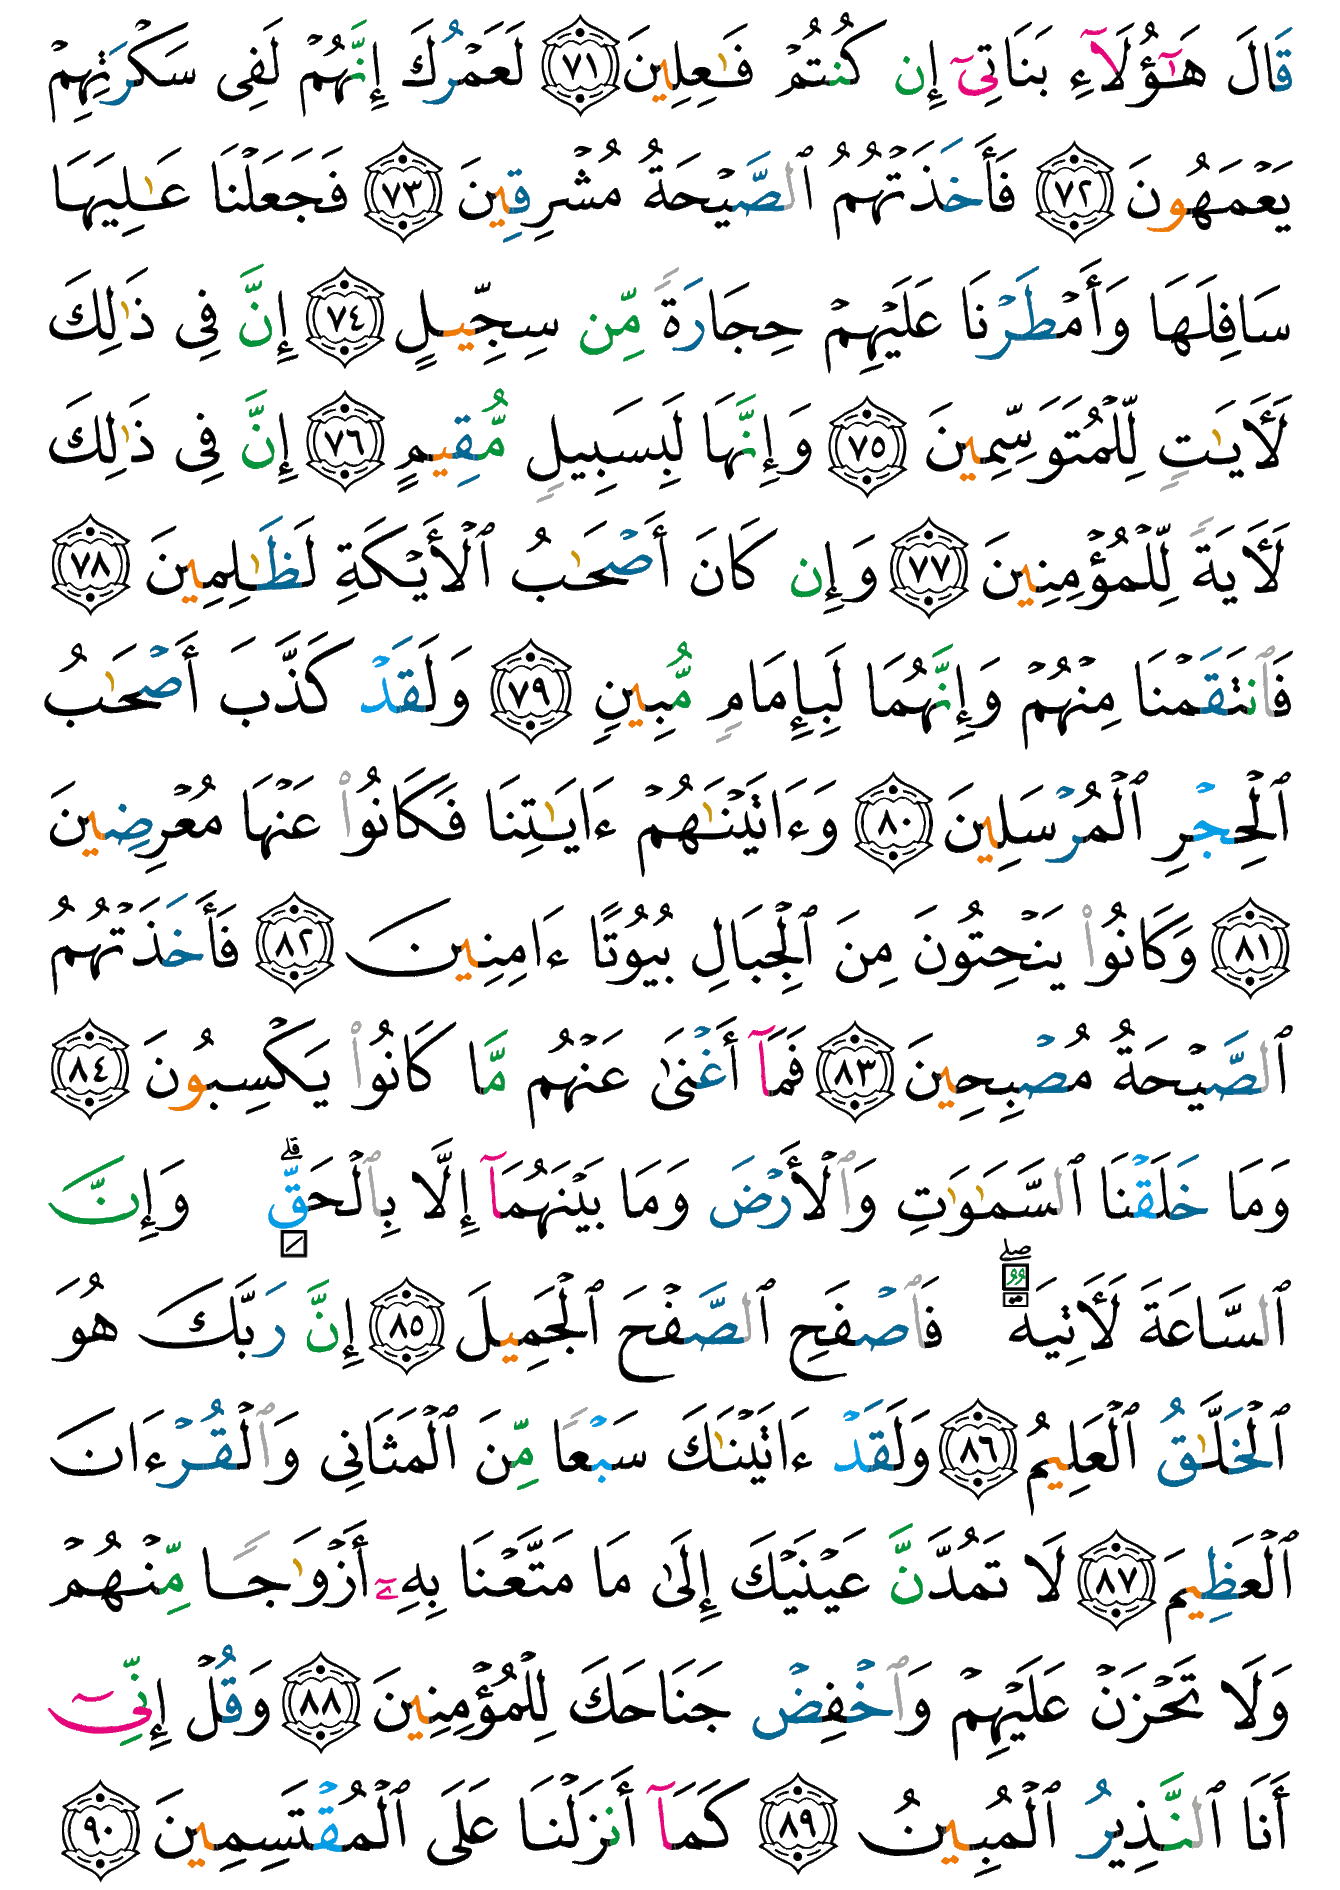 قَالَ هَـٰٓؤُلَآءِ بَنَاتِىٓ إِن كُنتُمْ فَـٰعِلِينَ ﴿٧١﴾ لَعَمْرُكَ إِنَّهُمْ لَفِى سَكْرَتِهِمْ
يَعْمَهُونَ ﴿٧٢﴾ فَأَخَذَتْهُمُ ٱلصَّيْحَةُ مُشْرِقِينَ ﴿٧٣﴾ فَجَعَلْنَا عَـٰلِيَهَا
سَافِلَهَا وَأَمْطَرْنَا عَلَيْهِمْ حِجَارَةً مِّن سِجِّيلٍ ﴿٧٤﴾ إِنَّ فِى ذَٰلِكَ
لَـَٔايَـٰتٍ لِّلْمُتَوَسِّمِينَ ﴿٧٥﴾ وَإِنَّهَا لَبِسَبِيلٍ مُّقِيمٍ ﴿٧٦﴾ إِنَّ فِى ذَٰلِكَ
لَـَٔايَةً لِّلْمُؤْمِنِينَ ﴿٧٧﴾ وَإِن كَانَ أَصْحَـٰبُ ٱلْأَيْكَةِ لَظَـٰلِمِينَ ﴿٧٨﴾
فَٱنتَقَمْنَا مِنْهُمْ وَإِنَّهُمَا لَبِإِمَامٍ مُّبِينٍ ﴿٧٩﴾ وَلَقَدْ كَذَّبَ أَصْحَـٰبُ
ٱلْحِجْرِ ٱلْمُرْسَلِينَ ﴿٨٠﴾ وَءَاتَيْنَـٰهُمْ ءَايَـٰتِنَا فَكَانُوا۟ عَنْهَا مُعْرِضِينَ
﴿٨١﴾ وَكَانُوا۟ يَنْحِتُونَ مِنَ ٱلْجِبَالِ بُيُوتًا ءَامِنِينَ ﴿٨٢﴾ فَأَخَذَتْهُمُ
ٱلصَّيْحَةُ مُصْبِحِينَ ﴿٨٣﴾ فَمَآ أَغْنَىٰ عَنْهُم مَّا كَانُوا۟ يَكْسِبُونَ ﴿٨٤﴾
وَمَا خَلَقْنَا ٱلسَّمَـٰوَٰتِ وَٱلْأَرْضَ وَمَا بَيْنَهُمَآ إِلَّا بِٱلْحَقِّ ۗ وَإِنَّ
ٱلسَّاعَةَ لَـَٔاتِيَةٌ ۖ فَٱصْفَحِ ٱلصَّفْحَ ٱلْجَمِيلَ ﴿٨٥﴾ إِنَّ رَبَّكَ هُوَ
ٱلْخَلَّـٰقُ ٱلْعَلِيمُ ﴿٨٦﴾ وَلَقَدْ ءَاتَيْنَـٰكَ سَبْعًا مِّنَ ٱلْمَثَانِى وَٱلْقُرْءَانَ
ٱلْعَظِيمَ ﴿٨٧﴾ لَا تَمُدَّنَّ عَيْنَيْكَ إِلَىٰ مَا مَتَّعْنَا بِهِۦٓ أَزْوَٰجًا مِّنْهُمْ
وَلَا تَحْزَنْ عَلَيْهِمْ وَٱخْفِضْ جَنَاحَكَ لِلْمُؤْمِنِينَ ﴿٨٨﴾ وَقُلْ إِنِّىٓ
أَنَا ٱلنَّذِيرُ ٱلْمُبِينُ ﴿٨٩﴾ كَمَآ أَنزَلْنَا عَلَى ٱلْمُقْتَسِمِينَ ﴿٩٠﴾